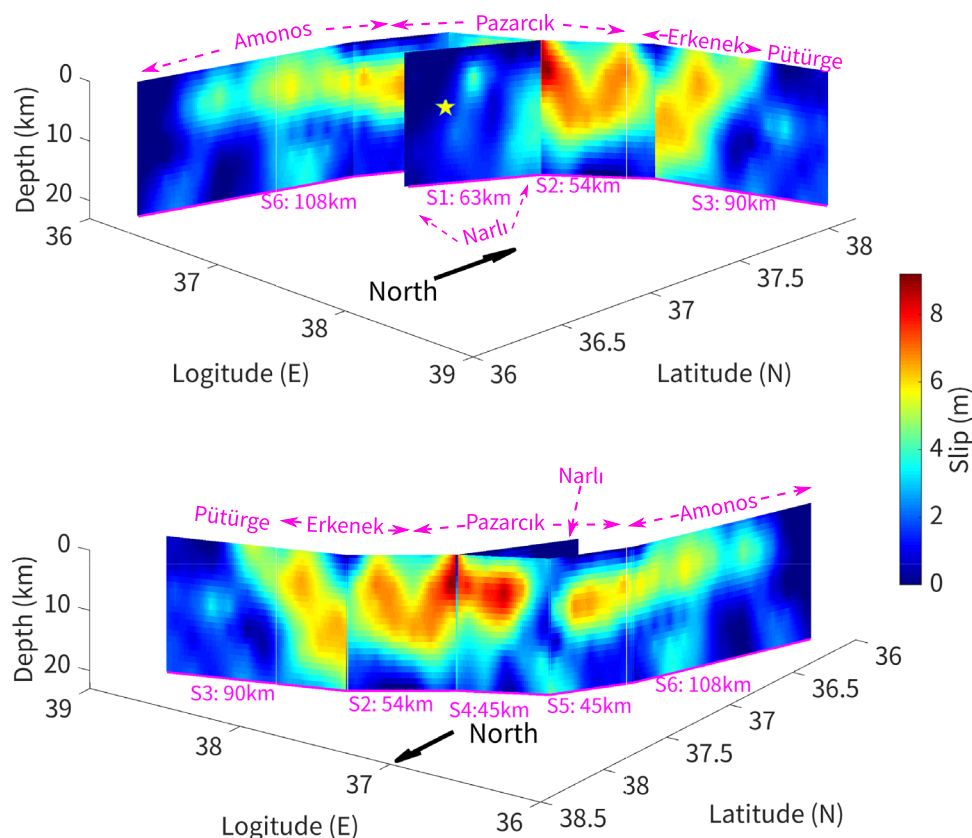 Amonos
Pazarcık
Erkenek
Pütürge
0
10
20
Depth (km)
S6: 108km
S1: 63km
S2: 54km
S3: 90km
Narlı
North
36
37
38
39
Logitude (E)
36
36.5
37
37.5
38
Latitude (N)
8
6
4
2
0
Slip (m)
Narlı
Pütürge
Erkenek
Pazarcık
Amonos
0
10
20
Depth (km)
S3: 90km
S2: 54km
S4:45km
S5: 45km
S6: 108km
North
39
38
37
36
Logitude (E)
38.5
38
37.5
37
36.5
36
Latitude (N)